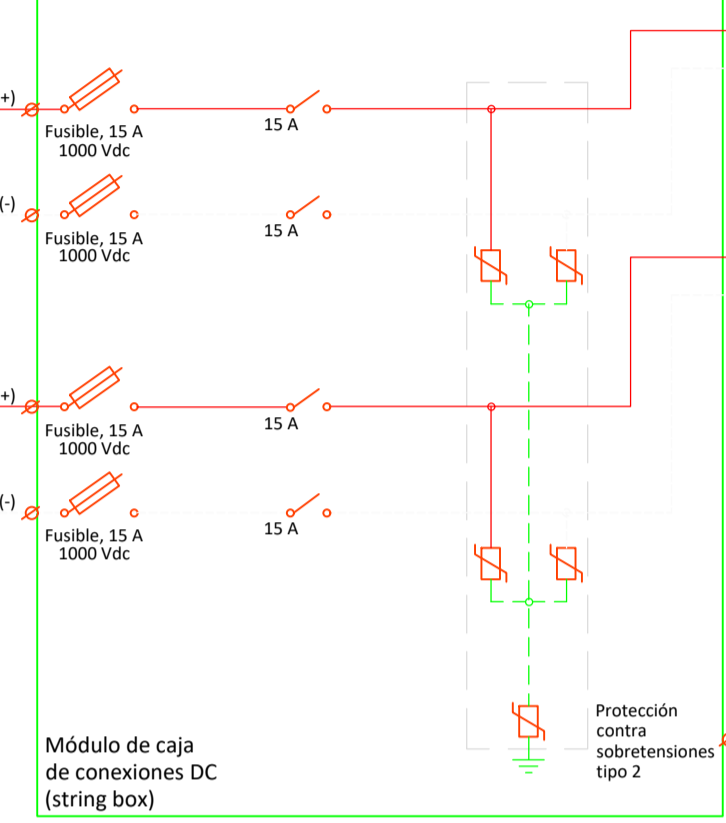 +)
Fusible, 15 A
1000 Vdc
15 A
(-)
Fusible, 15 A
1000 Vdc
15 A
+)
Fusible, 15 A
1000 Vdc
15 A
(-)
Fusible, 15 A
1000 Vdc
15 A
Módulo de caja
de conexiones DC
(string box)
Protección
contra
sobretensiones
tipo 2